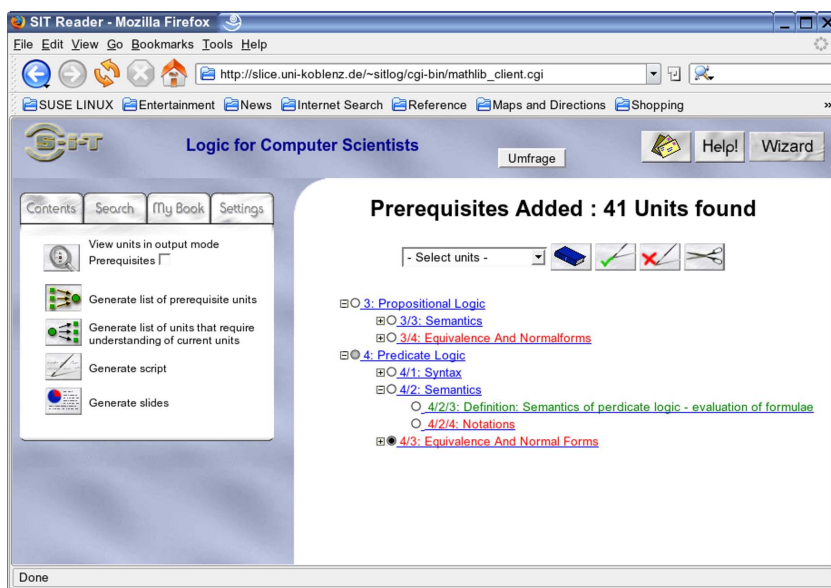 SIT Reader - Mozilla Firefox
File Edit View Go Bookmarks Tools Help
http://slice.uni-koblenz.de/~sitlog/cgi-bin/mathlib_client.cgi
SUSE LINUX Entertainment News Internet Search Reference Maps and Directions Shopping »
S-i-T
Logic for Computer Scientists
Umfrage
Help!
Wizard
Contents Search My Book Settings
View units in output mode
Prerequisites
Generate list of prerequisite units
Generate list of units that require
understanding of current units
Generate script
Generate slides
Prerequisites Added : 41 Units found
- Select units -
3: Propositional Logic
3/3: Semantics
3/4: Equivalence And Normalforms
4: Predicate Logic
4/1: Syntax
4/2: Semantics
4/2/3: Definition: Semantics of perdicate logic - evaluation of formulae
4/2/4: Notations
4/3: Equivalence And Normal Forms
Done